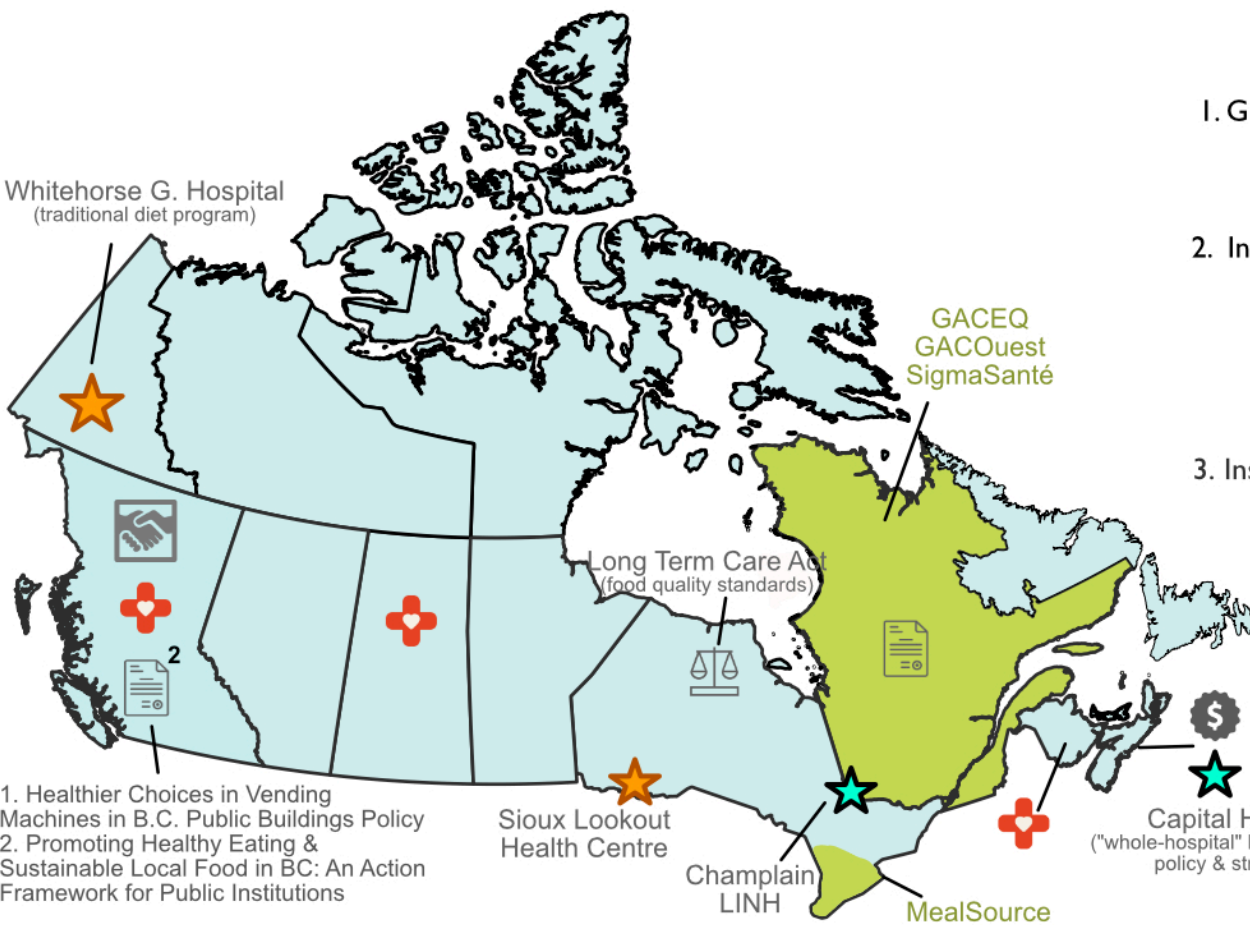 1. G
Whitehorse G. Hospital
(traditional diet program)
2. In
GACEQ
GACOuest
SigmaSanté
3. Ins
Long Term Care Act
(food quality standards)
2
$
1. Healthier Choices in Vending
Machines in B.C. Public Buildings Policy
2. Promoting Healthy Eating &
Sustainable Local Food in BC: An Action
Framework for Public Institutions
Sioux Lookout
Health Centre
Champlain
LINH
MealSource
Capital H
("whole-hospital"
policy & str